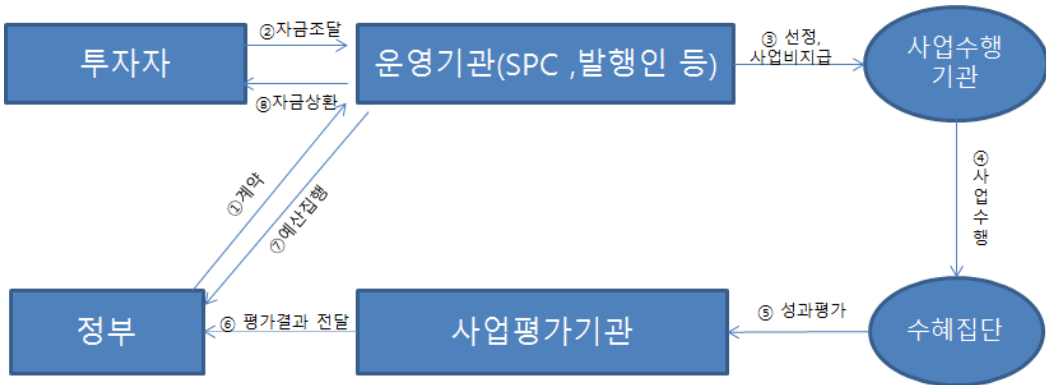 ②자금조달
투자자
⑧자금상환
운영기관(SPC ,발행인 등)
③ 선정,
사업비지급
사업수행
기관
①계약
⑦예산집행
④
사
업
수
행
정부
⑥ 평가결과 전달
사업평가기관
⑤ 성과평가
수혜집단